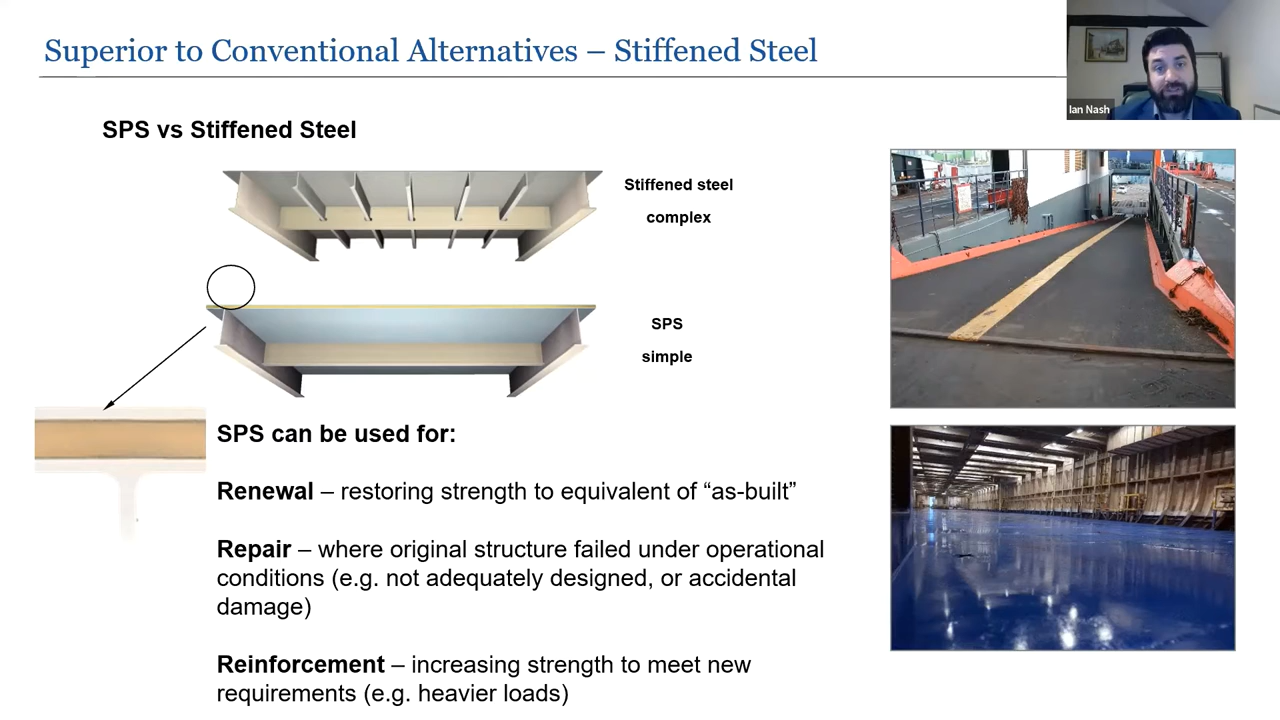 Superior to Conventional Alternatives – Stiffened Steel
Ian Nash
SPS vs Stiffened Steel
Stiffened steel
complex
SPS
simple
SPS can be used for:
Renewal – restoring strength to equivalent of “as-built”
Repair – where original structure failed under operational
conditions (e.g. not adequately designed, or accidental
damage)
Reinforcement – increasing strength to meet new
requirements (e.g. heavier loads)